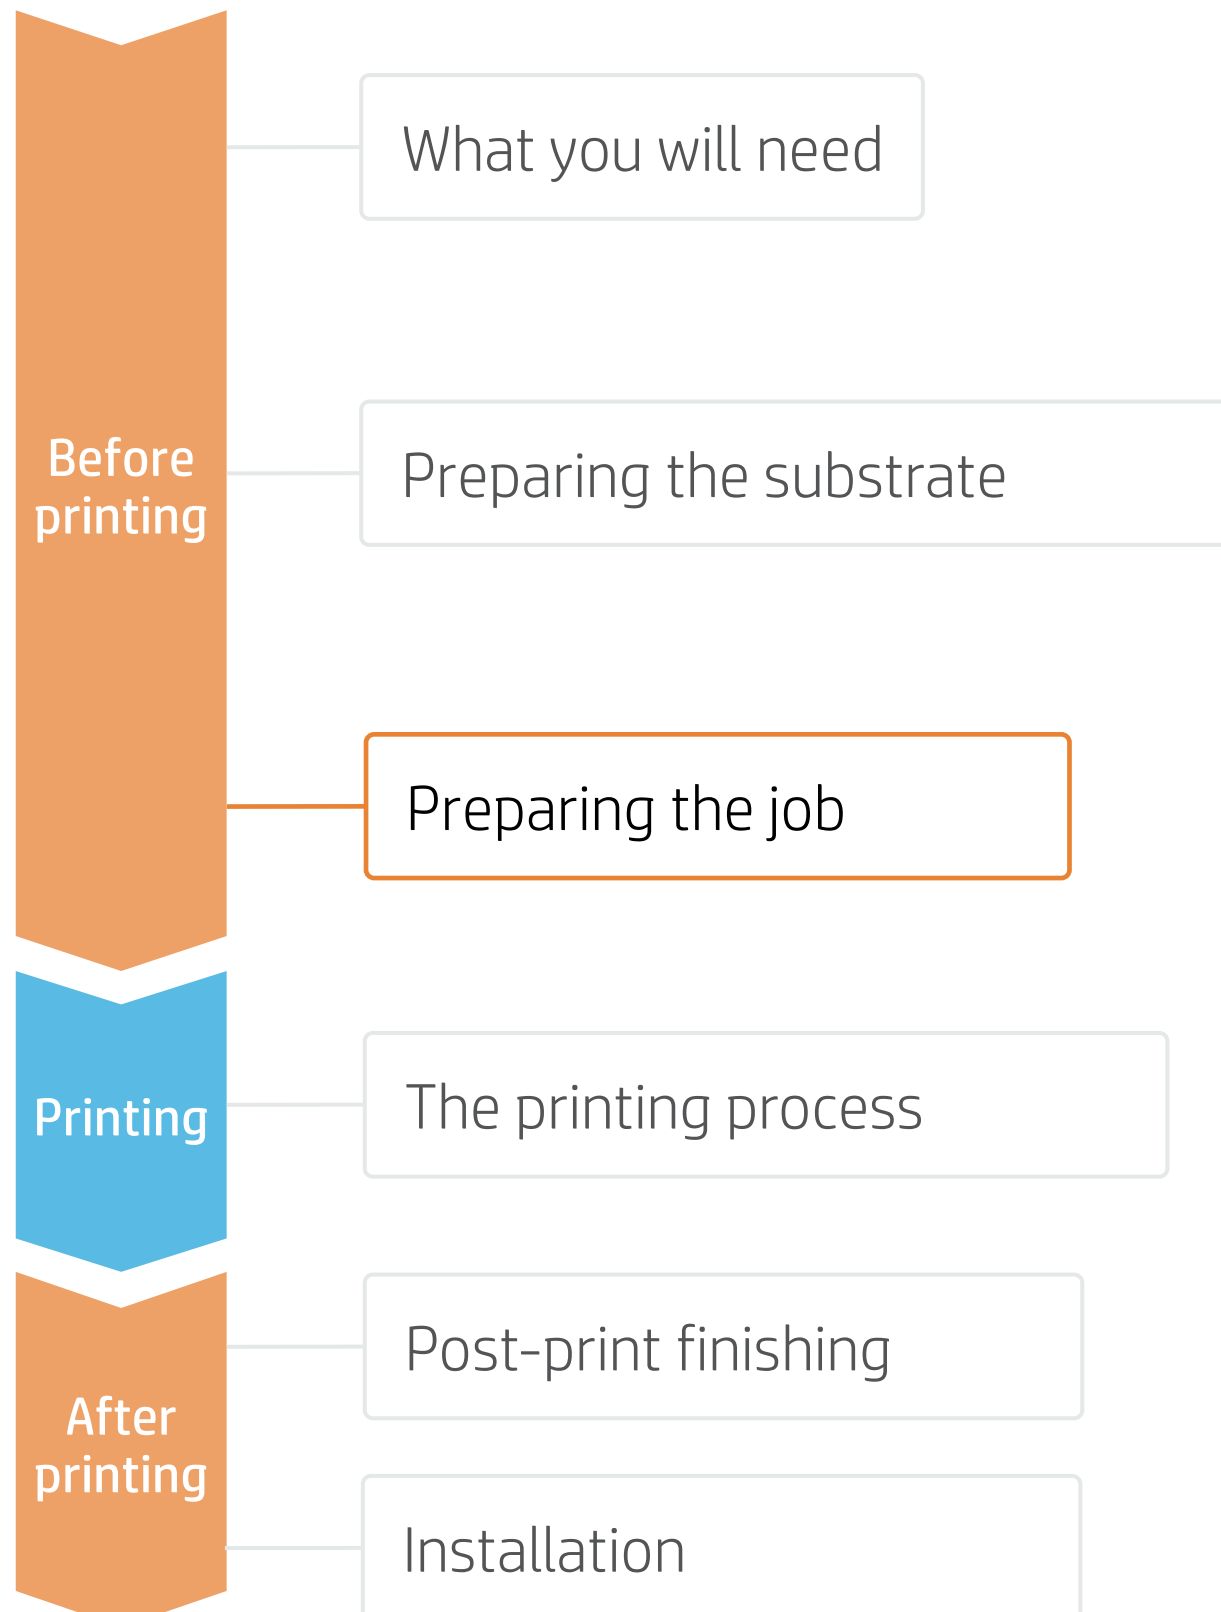 What you will need
Before
printing
Preparing the substrate
Preparing the job
Printing
The printing process
Post-print finishing
After
printing
Installation